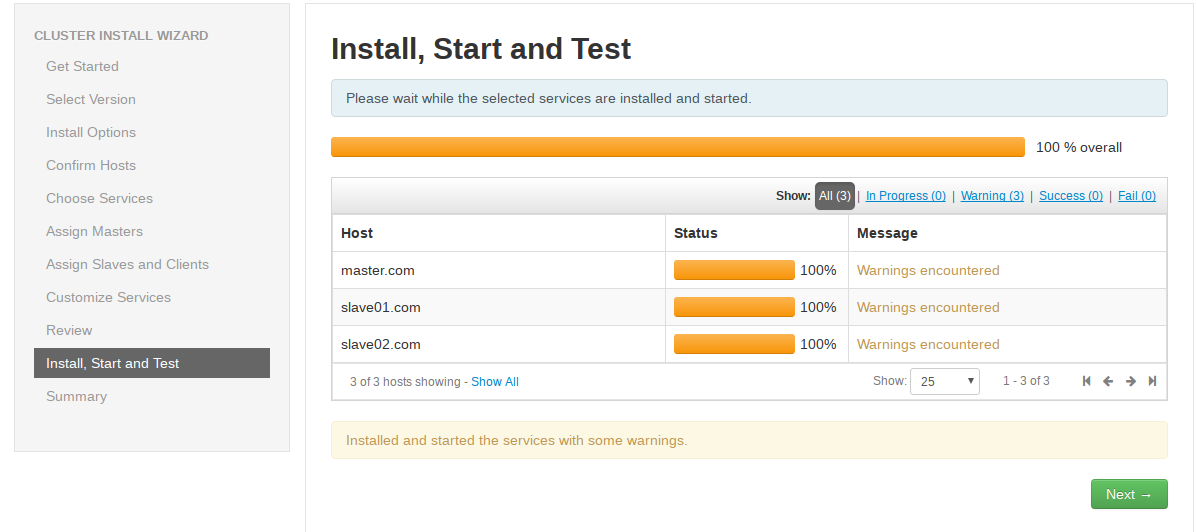 CLUSTER INSTALL WIZARD
Get Started
Select Version
Install Options
Confirm Hosts
Choose Services
Assign Masters
Assign Slaves and Clients
Customize Services
Review
Install, Start and Test
Summary
Install, Start and Test
Please wait while the selected services are installed and started.
100 % overall
Show: All (3) | In Progress (0) | Warning (3) | Success (0) | Fail (0)
Host Status Message
master.com 100% Warnings encountered
slave01.com 100% Warnings encountered
slave02.com 100% Warnings encountered
3 of 3 hosts showing - Show All Show: 25 1 - 3 of 3
Installed and started the services with some warnings.
Next →